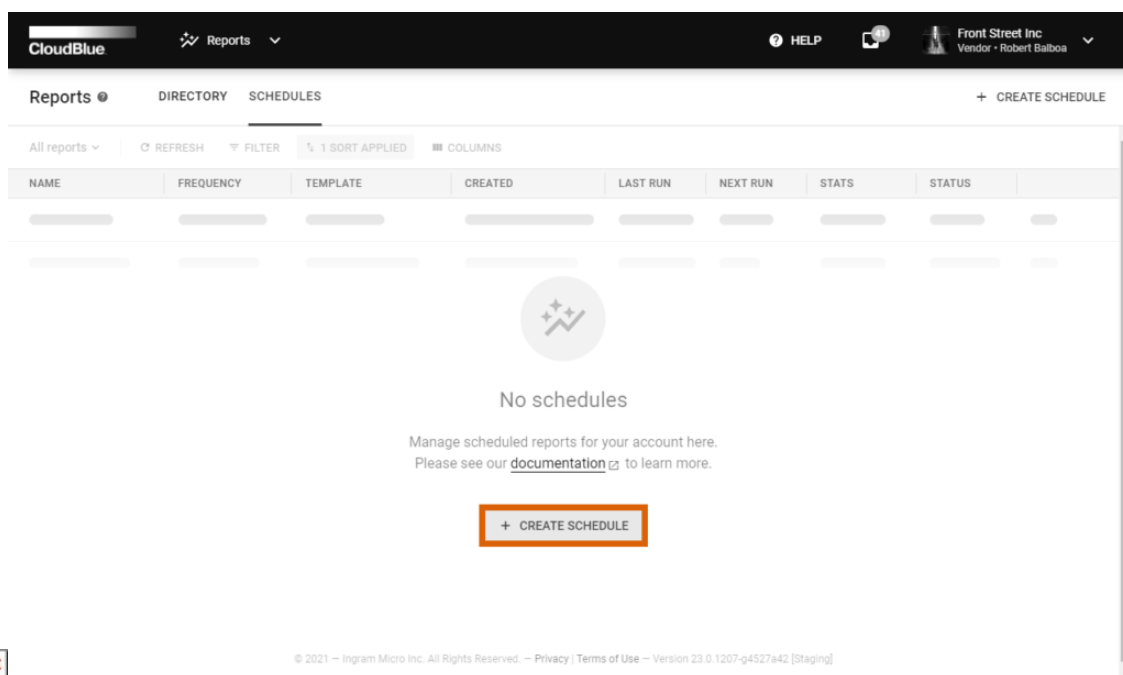 CloudBlue
Reports
HELP
41
Front Street Inc
Vendor • Robert Balboa
Reports
DIRECTORY
SCHEDULES
+ CREATE SCHEDULE
All reports
REFRESH
FILTER
1 SORT APPLIED
COLUMNS
NAME
FREQUENCY
TEMPLATE
CREATED
LAST RUN
NEXT RUN
STATS
STATUS
No schedules
Manage scheduled reports for your account here.
Please see our documentation to learn more.
+ CREATE SCHEDULE
© 2021 — Ingram Micro Inc. All Rights Reserved. — Privacy | Terms of Use — Version 23.0.1207-g4527a42 [Staging]